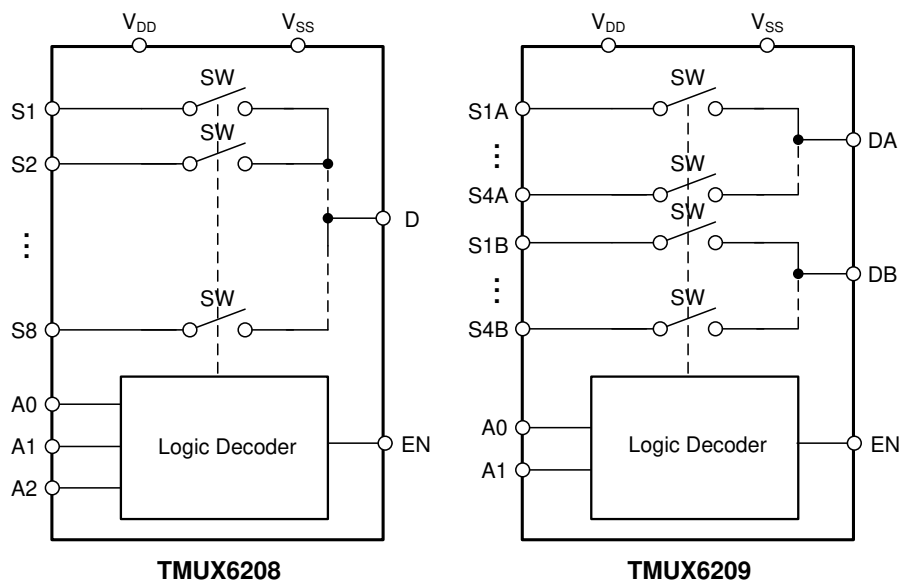 VDD VSS
SW
S1
SW
S2
D
SW
S8
A0
A1
A2
Logic Decoder
EN
TMUX6208
VDD VSS
SW
S1A
DA
SW
S4A
SW
S1B
DB
SW
S4B
A0
A1
Logic Decoder
EN
TMUX6209